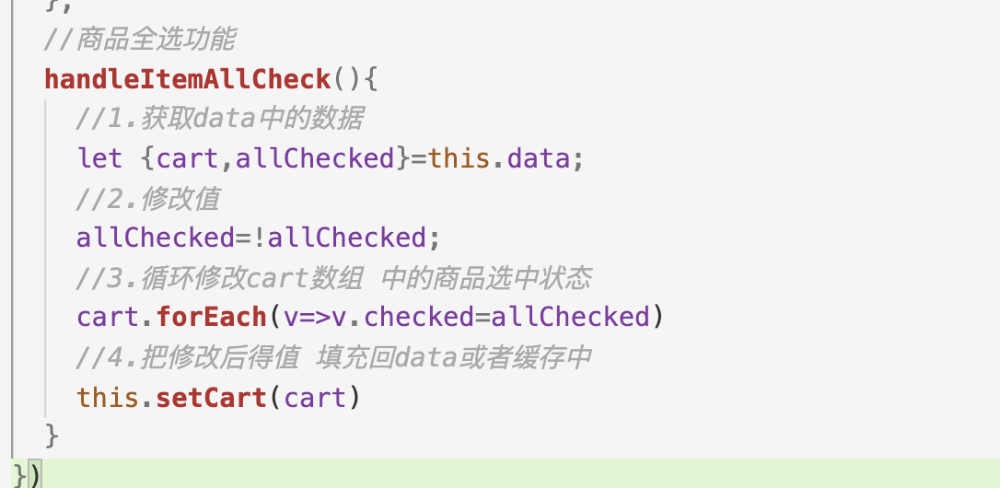 },
//商品全选功能
handleItemAllCheck(){
//1.获取data中的数据
let {cart,allChecked}=this.data;
//2.修改值
allChecked=!allChecked;
//3.循环修改cart数组 中的商品选中状态
cart.forEach(v=>v.checked=allChecked)
//4.把修改后得值 填充回data或者缓存中
this.setCart(cart)
}
})